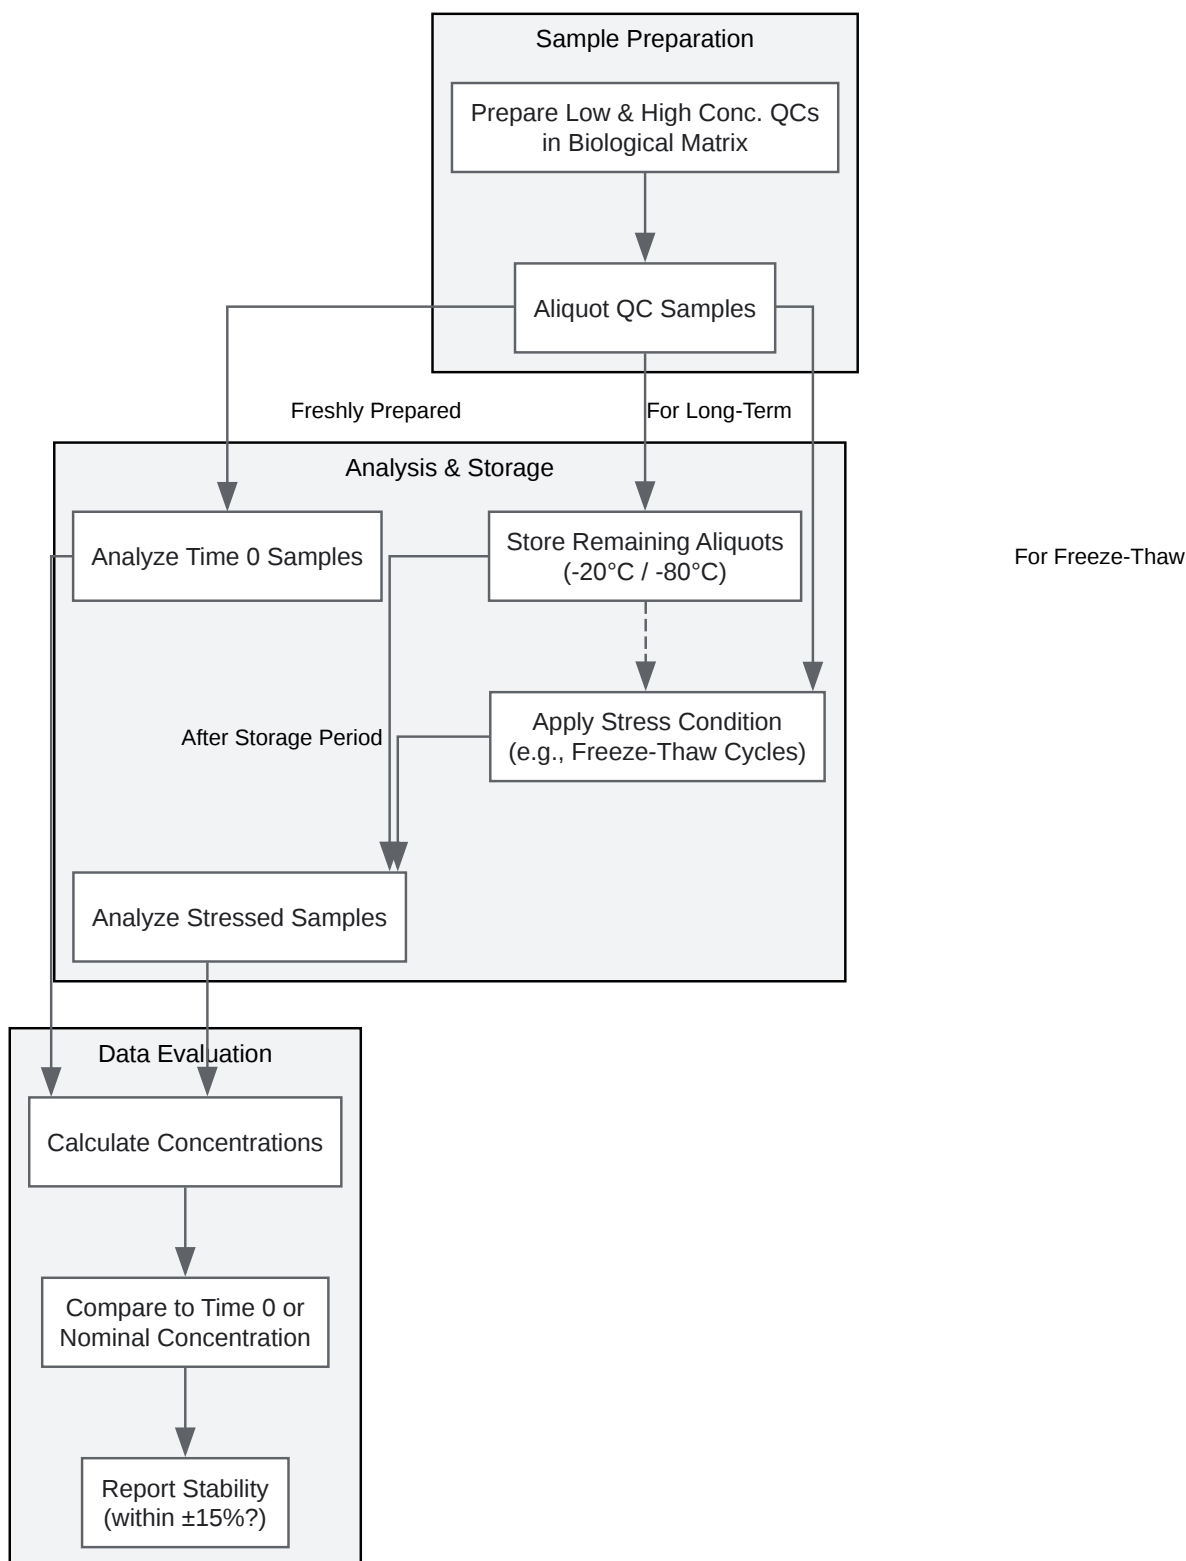 Sample Preparation
Prepare Low & High Conc. QCs
in Biological Matrix
Aliquot QC Samples
Freshly Prepared
For Long-Term
Analysis & Storage
Analyze Time 0 Samples
Store Remaining Aliquots
(-20°C / -80°C)
For Freeze-Thaw
Apply Stress Condition
(e.g., Freeze-Thaw Cycles)
After Storage Period
Analyze Stressed Samples
Data Evaluation
Calculate Concentrations
Compare to Time 0 or
Nominal Concentration
Report Stability
(within ±15%?)